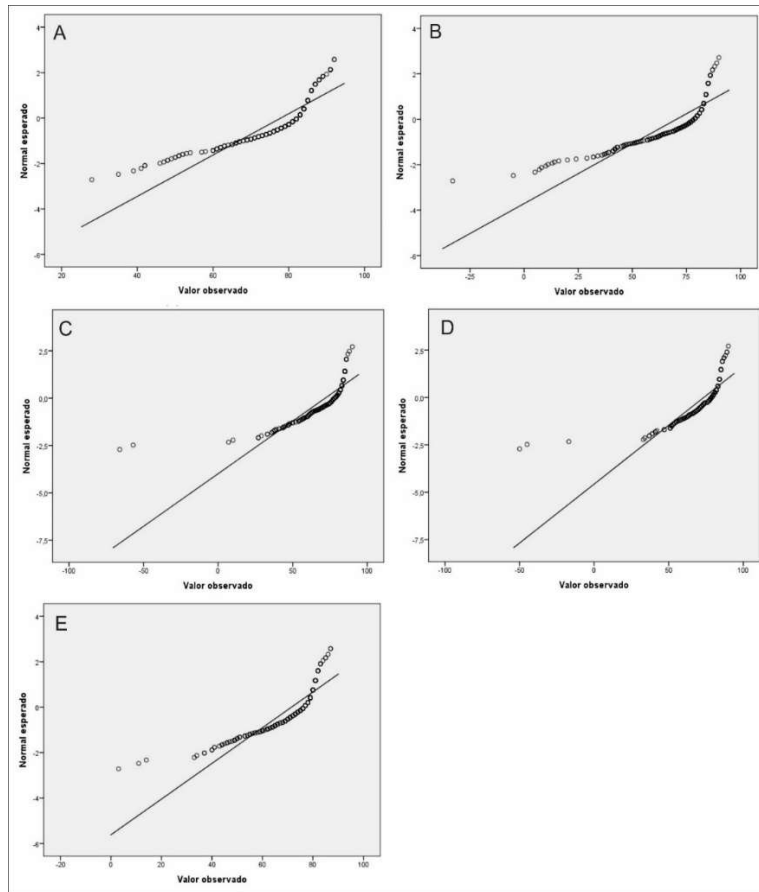 A
Normal esperado
4
2
0
-2
-4
-6
20 40 60 80 100
Valor observado
B
Normal esperado
4
2
0
-2
-4
-6
-25 0 25 50 75 100
Valor observado
C
Normal esperado
2,5
0,0
-2,5
-5,0
-7,5
-100 -50 0 50 100
Valor observado
D
Normal esperado
2,5
0,0
-2,5
-5,0
-7,5
-100 -50 0 50 100
Valor observado
E
Normal esperado
4
2
0
-2
-4
-6
-20 0 20 40 60 80 100
Valor observado